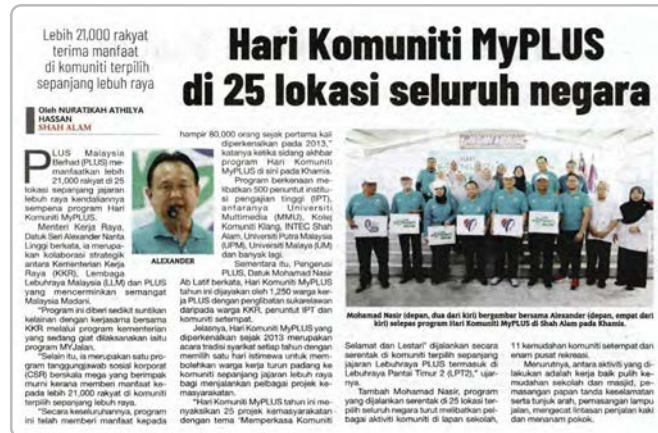 Lebih 21,000 rakyat
terima manfaat
di komuniti terpilih
sepanjang lebuh raya
Hari Komuniti MyPLUS
di 25 lokasi seluruh negara
Oleh NURATIKAH ATHILYA
HASSAN
SHAH ALAM
PLUS Malaysia
Berhad (PLUS) me-
manfaatkan lebih
21,000 rakyat di 25
lokasi sepanjang jajaran
lebuh raya kendaliannya
sempena program Hari
Komuniti MyPLUS.
Menteri Kerja Raya,
Datuk Seri Alexander Nanta
Linggi berkata, ia merupa-
kan kolaborasi strategik
antara Kementerian Kerja
Raya (KKR), Lembaga
Lebuhraya Malaysia (LLM) dan PLUS
yang mencerminkan semangat
Malaysia Madani.
"Program ini diberi sedikit suntikan
kelainan dengan kerjasama bersama
KKR melalui program kementerian
yang sedang giat dilaksanakan iaitu
program MYJalan.
"Selain itu, ia merupakan satu pro-
gram tanggungjawab sosial korporat
(CSR) berskala mega yang berimpak
murni kerana memberi manfaat ke-
pada lebih 21,000 rakyat di komuniti
terpilih sepanjang lebuh raya.
"Secara keseluruhannya, program
ini telah memberi manfaat kepada
ALEXANDER
hampir 80,000 orang sejak pertama kali
diperkenalkan pada 2013,"
katanya ketika sidang akhbar
program Hari Komuniti
MyPLUS di sini pada Khamis.
Program berkenaan me-
libatkan 500 penuntut institu-
si pengajian tinggi (IPT),
antaranya Universiti
Multimedia (MMU), Kolej
Komuniti Klang, INTEC Shah
Alam, Universiti Putra Malaysia
(UPM), Universiti Malaya (UM)
dan banyak lagi.
Sementara itu, Pengerusi
PLUS, Datuk Mohamad Nasir
Ab Latif berkata, Hari Komuniti MyPLUS
tahun ini dijayakan oleh 1,250 warga ker-
ja PLUS dengan penglibatan sukarelawan
daripada warga KKR, penuntut IPT dan
komuniti setempat.
Jelasnya, Hari Komuniti MyPLUS yang
diperkenalkan sejak 2013 merupakan
acara tradisi syarikat setiap tahun dengan
memilih satu hari istimewa untuk mem-
bolehkan warga kerja turun padang ke
komuniti sepanjang jajaran lebuh raya
bagi menjalankan pelbagai projek ke-
masyarakatan.
"Hari Komuniti MyPLUS tahun ini me-
nyaksikan 25 projek kemasyarakatan
dengan tema 'Memperkasa Komuniti
Mohamad Nasir (depan, dua dari kiri) bergambar bersama Alexander (depan, empat dari
kiri) selepas program Hari Komuniti MyPLUS di Shah Alam pada Khamis.
Selamat dan Lestari' dijalankan secara
serentak di komuniti terpilih sepanjang
jajaran Lebuhraya PLUS termasuk di
Lebuhraya Pantai Timur 2 (LPT2)," ujar-
nya.
Tambah Mohamad Nasir, program
yang dijalankan serentak di 25 lokasi ter-
pilih seluruh negara turut melibatkan pel-
bagai aktiviti komuniti di lapan sekolah,
11 kemudahan komuniti setempat dan
enam pusat rekreasi.
Menurutnya, antara aktiviti yang di-
lakukan adalah kerja baik pulih ke-
mudahan sekolah dan masjid, pe-
masangan papan tanda keselamatan
serta tunjuk arah, pemasangan lampu
jalan, mengecat lintasan pejalan kaki
dan menanam pokok.